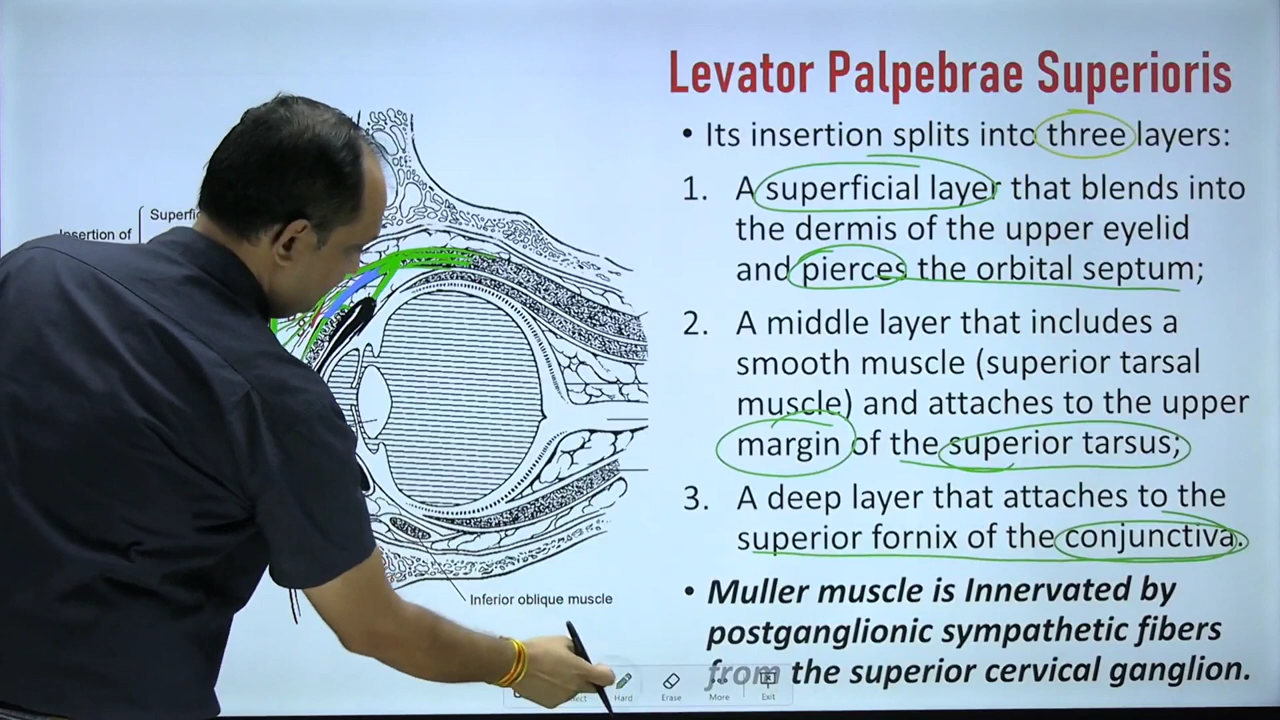 Levator Palpebrae Superioris
• Its insertion splits into three layers:
1. A superficial layer that blends into
the dermis of the upper eyelid
and pierces the orbital septum;
2. A middle layer that includes a
smooth muscle (superior tarsal
muscle) and attaches to the upper
margin of the superior tarsus;
3. A deep layer that attaches to the
superior fornix of the conjunctiva.
• Muller muscle is Innervated by
postganglionic sympathetic fibers
from the superior cervical ganglion.
Insertion of
Inferior oblique muscle
Hard
Erase
More
Exit